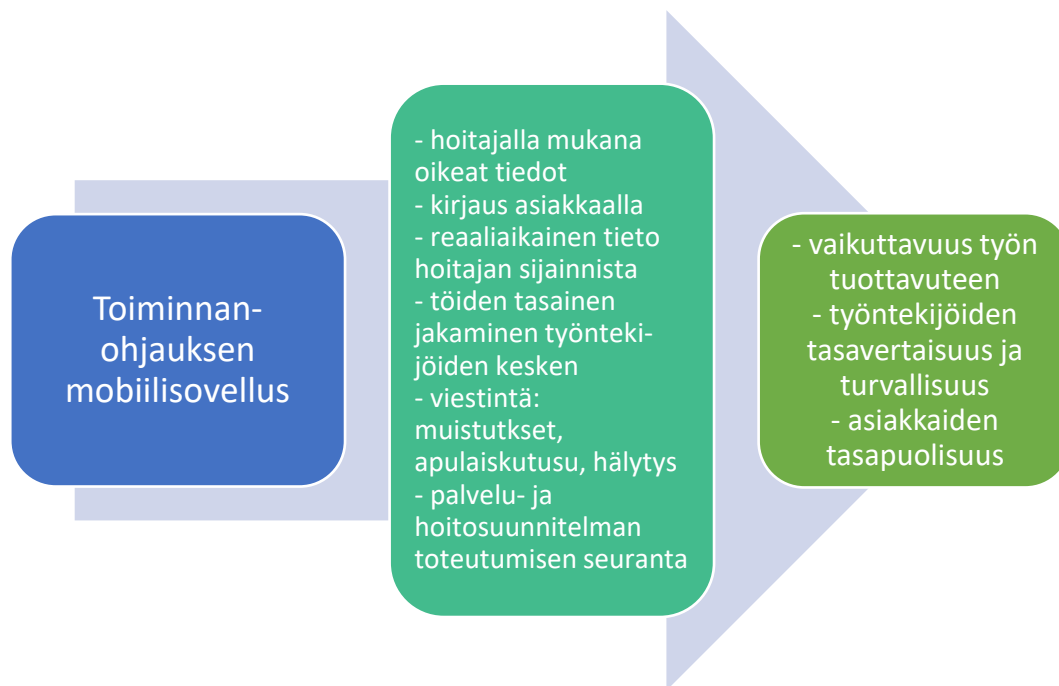 Toiminnan-
ohjauksen
mobiilisovellus
- hoitajalla mukana
oikeat tiedot
- kirjaus asiakkaalla
- reaaliaikainen tieto
hoitajan sijainnista
- töiden tasainen
jakaminen työnteki-
jöiden kesken
- viestintä:
muistutkset,
apulaiskutusu, hälytys
- palvelu- ja
hoitosuunnitelman
toteutumisen seuranta
- vaikuttavuus työn
tuottavuteen
- työntekijöiden
tasavertaisuus ja
turvallisuus
- asiakkaiden
tasapuolisuus